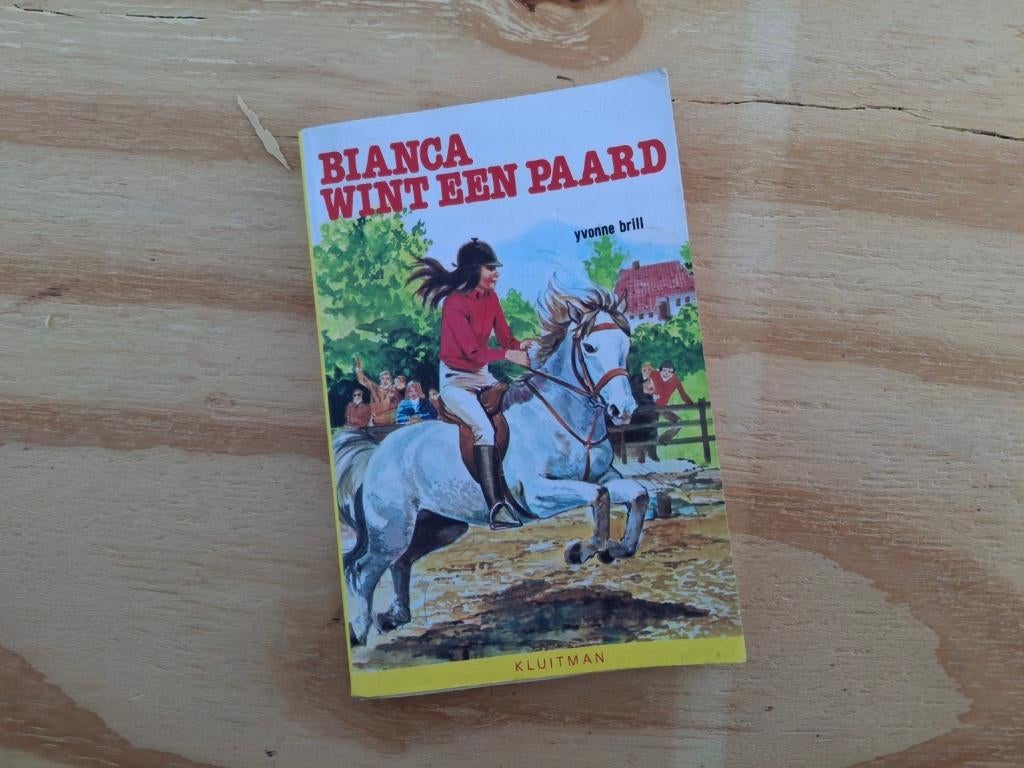 BIANCA
WINT EEN PAARD
yvonne brill
KLUITMAN